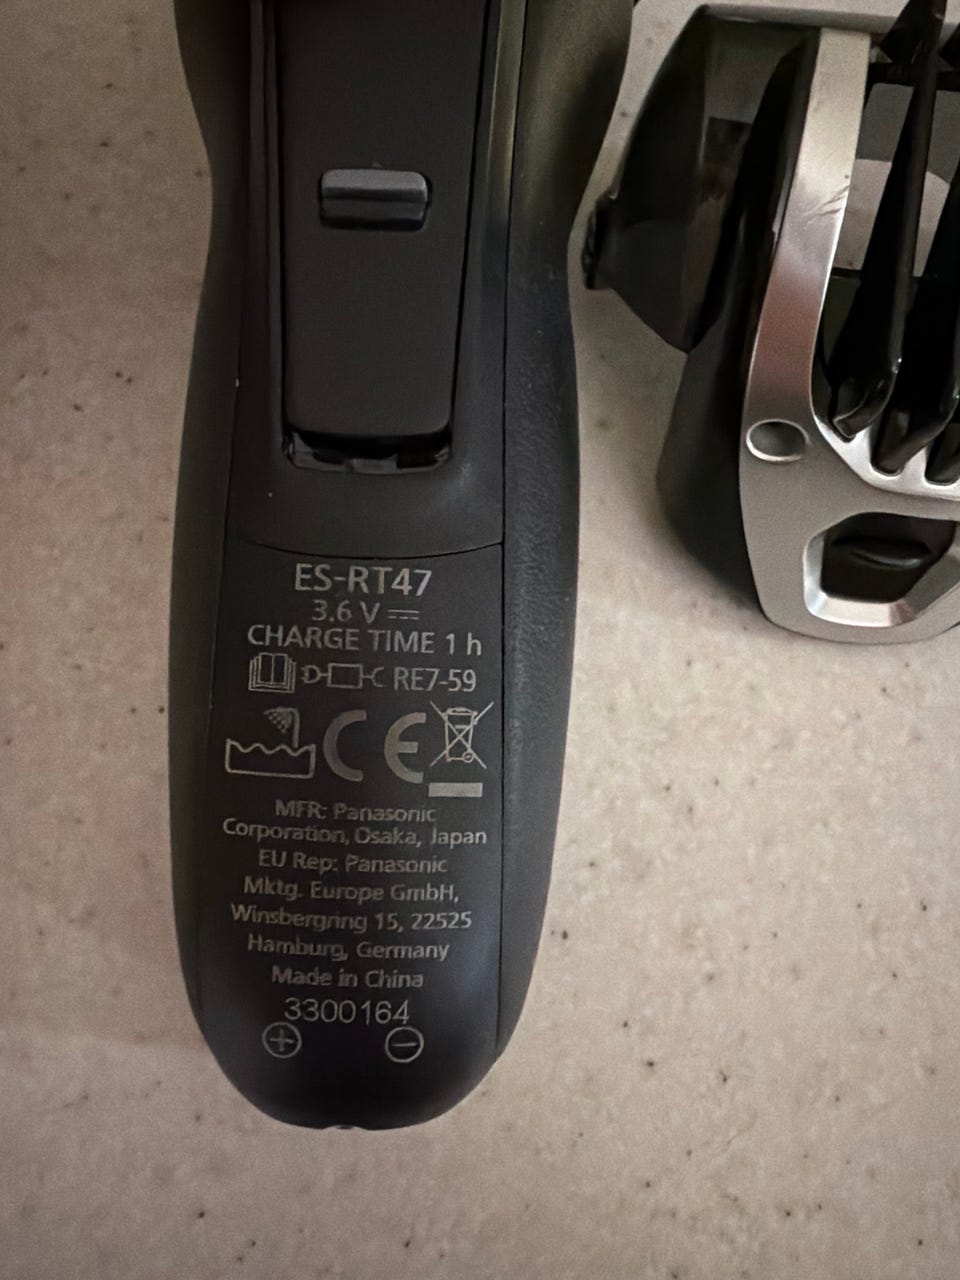 ES-RT47
3.6 V
CHARGE TIME 1 h
RE7-59
CE
MFR: Panasonic
Corporation, Osaka, Japan
EU Rep: Panasonic
Mktg. Europe GmbH,
Winsbergring 15, 22525
Hamburg, Germany
Made in China
3300164
+ −